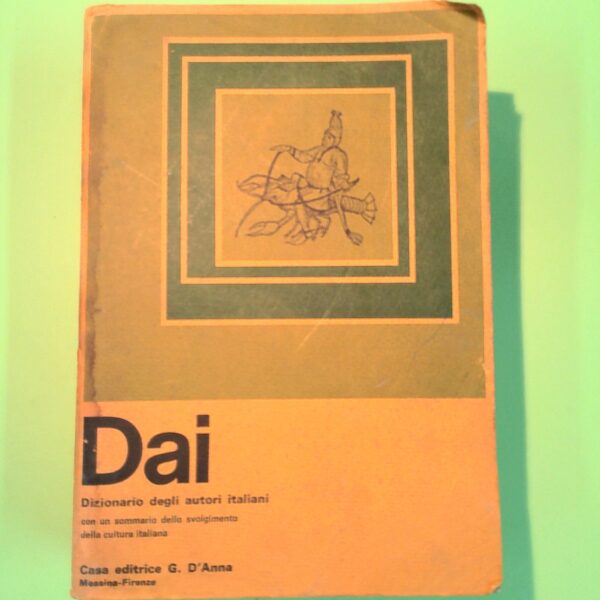 Dai
Dizionario degli autori italiani
con un sommario dello svolgimento
della cultura italiana
Casa editrice G. D'Anna
Messina-Firenze